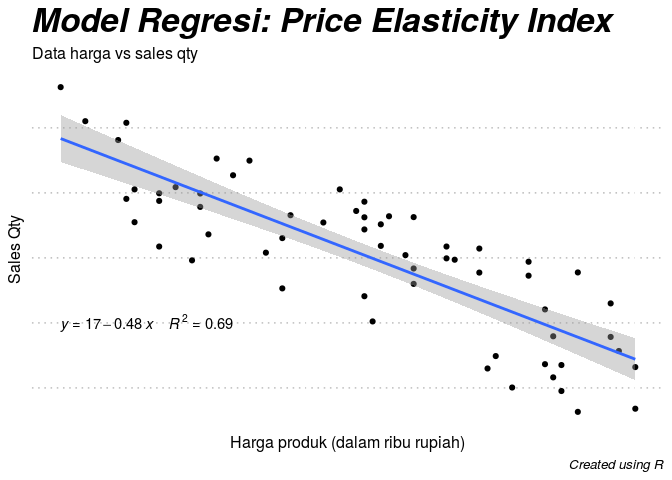 Model Regresi: Price Elasticity Index
Data harga vs sales qty
Sales Qty
y = 17 − 0.48 x   R² = 0.69
Harga produk (dalam ribu rupiah)
Created using R